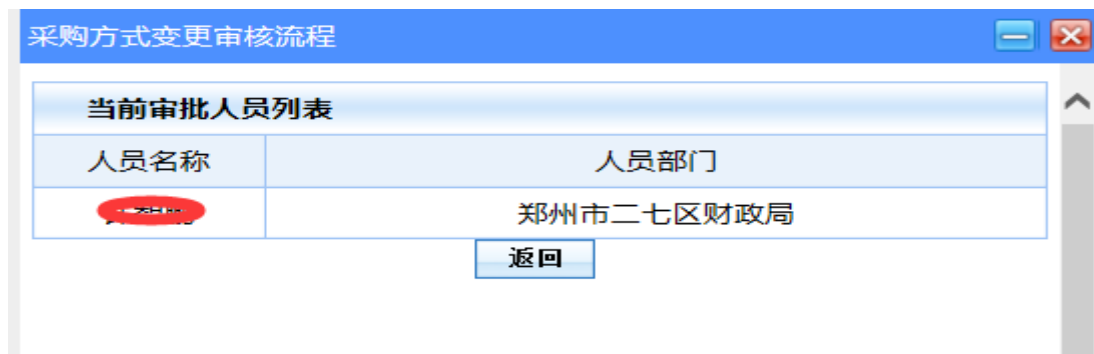 采购方式变更审核流程
当前审批人员列表
人员名称 人员部门
郑州市二七区财政局
返回